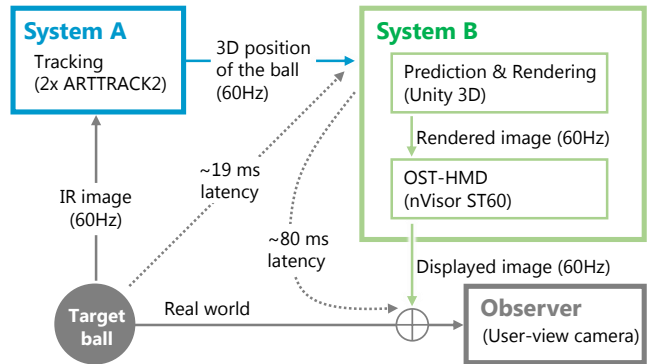 System A
Tracking
(2x ARTTRACK2)
3D position
of the ball
(60Hz)
System B
Prediction & Rendering
(Unity 3D)
Rendered image (60Hz)
OST-HMD
(nVisor ST60)
IR image
(60Hz)
~19 ms
latency
~80 ms
latency
Displayed image (60Hz)
Target
ball
Real world
Observer
(User-view camera)